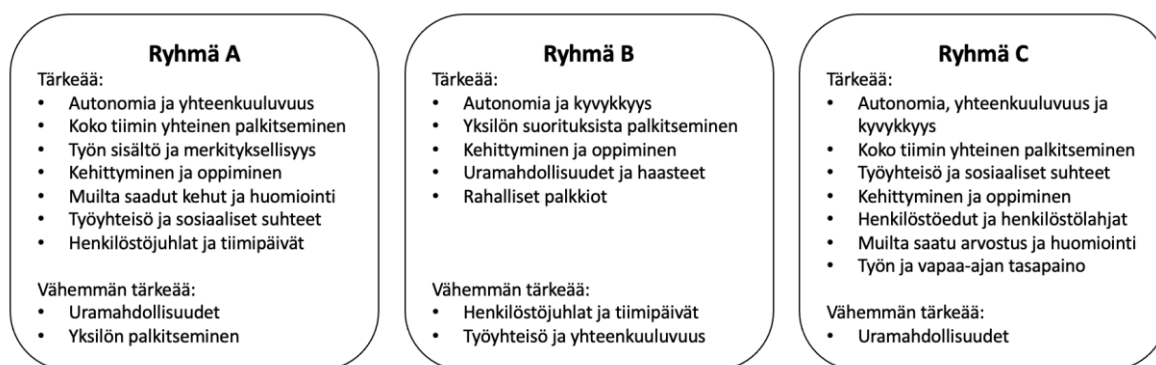 Ryhmä A
Tärkeää:
• Autonomia ja yhteenkuuluvuus
• Koko tiimin yhteinen palkitseminen
• Työn sisältö ja merkityksellisyys
• Kehittyminen ja oppiminen
• Muilta saadut kehut ja huomiointi
• Työyhteisö ja sosiaaliset suhteet
• Henkilöstöjuhlat ja tiimipäivät
Vähemmän tärkeää:
• Uramahdollisuudet
• Yksilön palkitseminen
Ryhmä B
Tärkeää:
• Autonomia ja kyvykkyys
• Yksilön suorituksista palkitseminen
• Kehittyminen ja oppiminen
• Uramahdollisuudet ja haasteet
• Rahalliset palkkiot
Vähemmän tärkeää:
• Henkilöstöjuhlat ja tiimipäivät
• Työyhteisö ja yhteenkuuluvuus
Ryhmä C
Tärkeää:
• Autonomia, yhteenkuuluvuus ja
kyvykkyys
• Koko tiimin yhteinen palkitseminen
• Työyhteisö ja sosiaaliset suhteet
• Kehittyminen ja oppiminen
• Henkilöstöedut ja henkilöstölahjat
• Muilta saatu arvostus ja huomiointi
• Työn ja vapaa-ajan tasapaino
Vähemmän tärkeää:
• Uramahdollisuudet